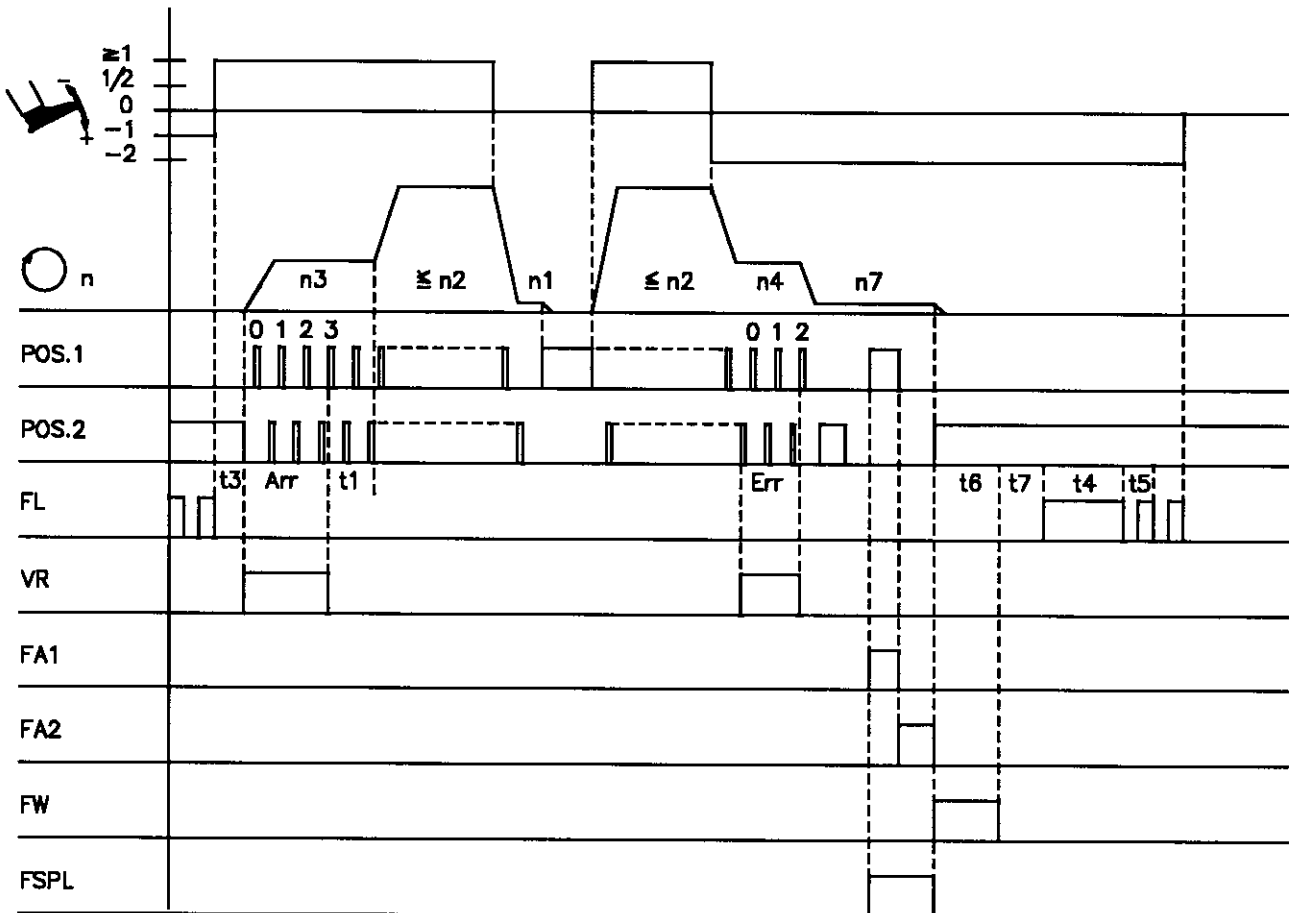 ≧1
1/2
0
-1
-2
− +
n
n3 ≦ n2 n1 ≤ n2 n4 n7
0 1 2 3 0 1 2
POS.1
POS.2
t3 Arr t1 Err t6 t7 t4 t5
FL
VR
FA1
FA2
FW
FSPL